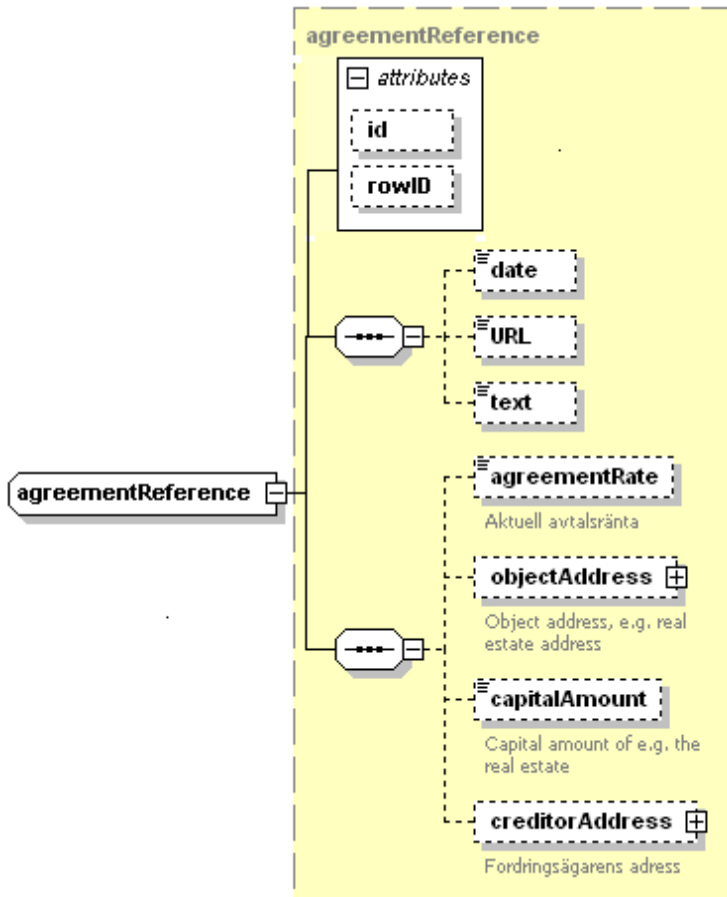 agreementReference
attributes
id
rowID
date
URL
text
agreementReference
agreementRate
Aktuell avtalsränta
objectAddress
Object address, e.g. real
estate address
capitalAmount
Capital amount of e.g. the
real estate
creditorAddress
Fordringsägarens adress